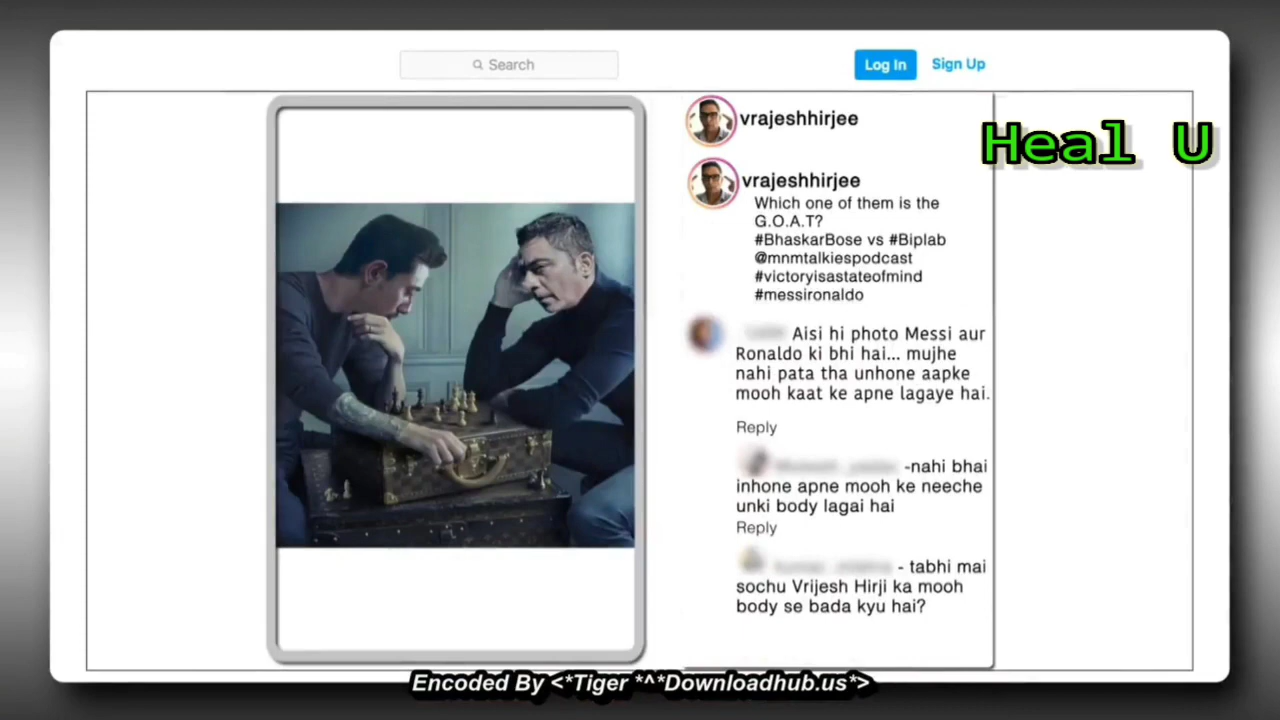 Search
Log In
Sign Up
vrajeshhirjee
Heal U
vrajeshhirjee
Which one of them is the
G.O.A.T?
#BhaskarBose vs #Biplab
@mnmtalkiespodcast
#victoryisastateofmind
#messironaldo
Aisi hi photo Messi aur
Ronaldo ki bhi hai... mujhe
nahi pata tha unhone aapke
mooh kaat ke apne lagaye hai.
Reply
-nahi bhai
inhone apne mooh ke neeche
unki body lagai hai
Reply
- tabhi mai
sochu Vrijesh Hirji ka mooh
body se bada kyu hai?
Encoded By <*Tiger *^*Downloadhub.us*>